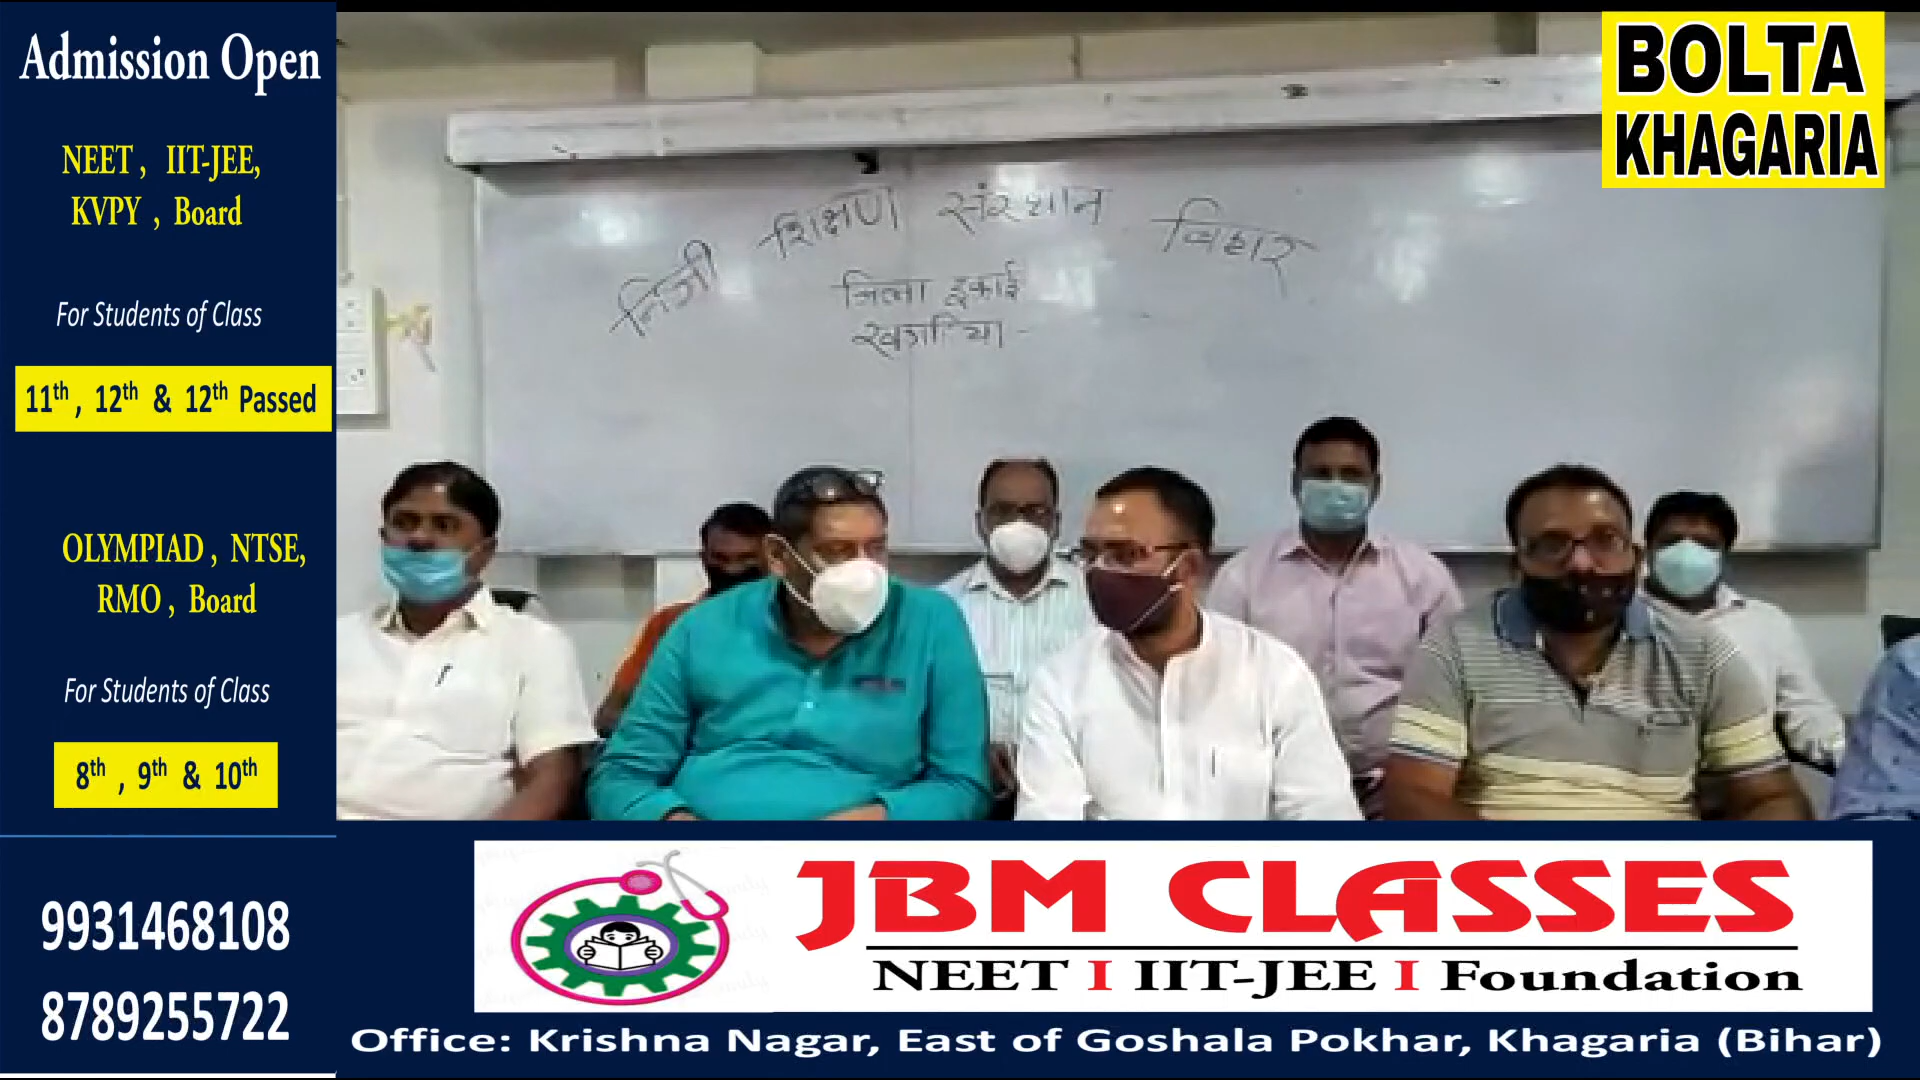 Admission Open
NEET , IIT-JEE,
KVPY , Board
For Students of Class
11th , 12th & 12th Passed
OLYMPIAD , NTSE,
RMO , Board
For Students of Class
8th , 9th & 10th
9931468108
8789255722
BOLTA
KHAGARIA
निजी शिक्षण संस्थान बिहार
जिला इकाई
खगड़िया -
JBM CLASSES
NEET I IIT-JEE I Foundation
Office: Krishna Nagar, East of Goshala Pokhar, Khagaria (Bihar)